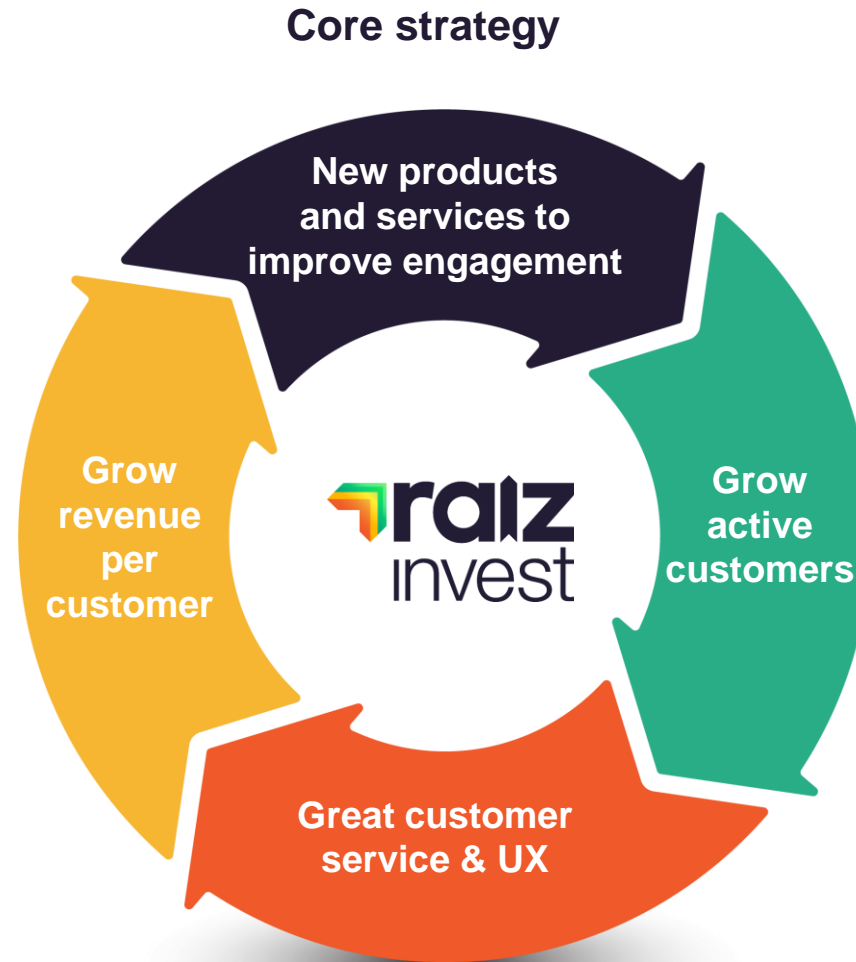 Core strategy
New products
and services to
improve engagement
Grow
active
customers
Great customer
service & UX
Grow
revenue
per
customer
raiz
invest